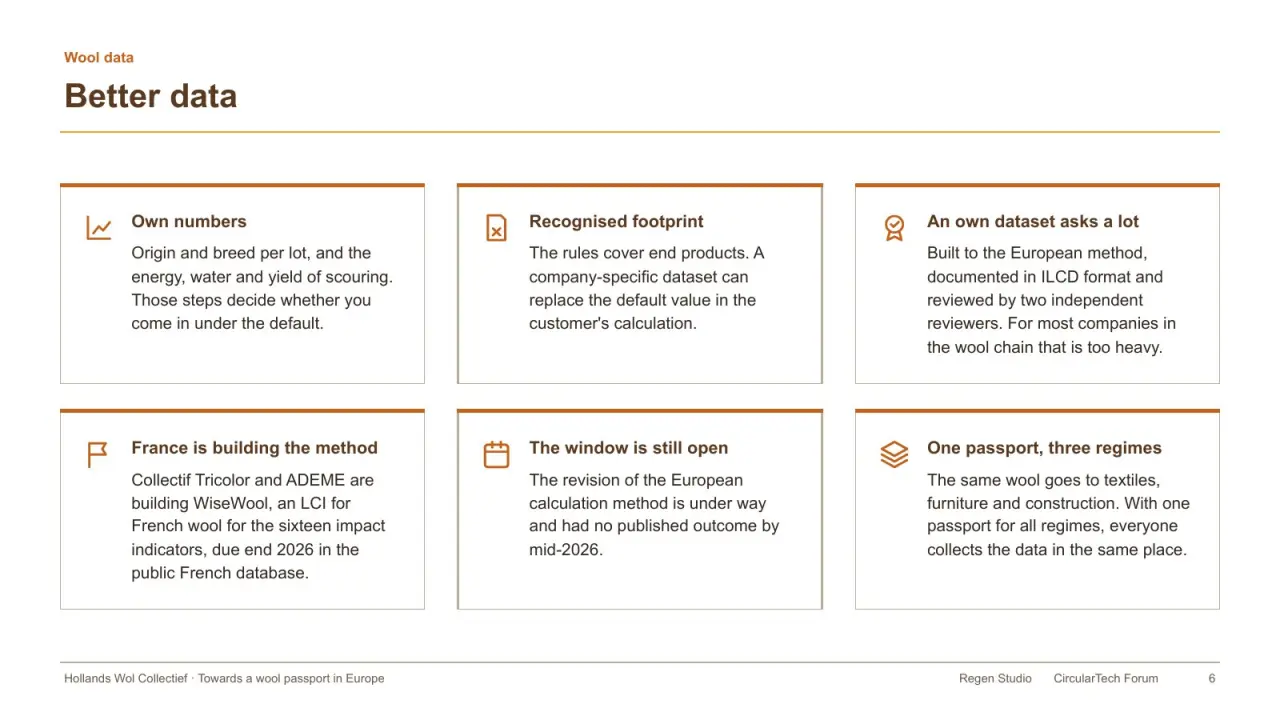 Wool data
Better data
Own numbers
Origin and breed per lot, and the
energy, water and yield of scouring.
Those steps decide whether you
come in under the default.
Recognised footprint
The rules cover end products. A
company-specific dataset can
replace the default value in the
customer's calculation.
An own dataset asks a lot
Built to the European method,
documented in ILCD format and
reviewed by two independent
reviewers. For most companies in
the wool chain that is too heavy.
France is building the method
Collectif Tricolor and ADEME are
building WiseWool, an LCI for
French wool for the sixteen impact
indicators, due end 2026 in the
public French database.
The window is still open
The revision of the European
calculation method is under way
and had no published outcome by
mid-2026.
One passport, three regimes
The same wool goes to textiles,
furniture and construction. With one
passport for all regimes, everyone
collects the data in the same place.
Hollands Wol Collectief · Towards a wool passport in Europe
Regen Studio CircularTech Forum 6